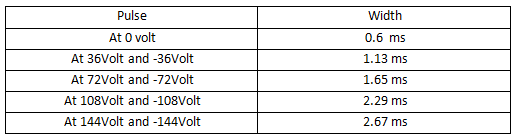 Pulse Width
At 0 volt 0.6 ms
At 36Volt and -36Volt 1.13 ms
At 72Volt and -72Volt 1.65 ms
At 108Volt and -108Volt 2.29 ms
At 144Volt and -144Volt 2.67 ms